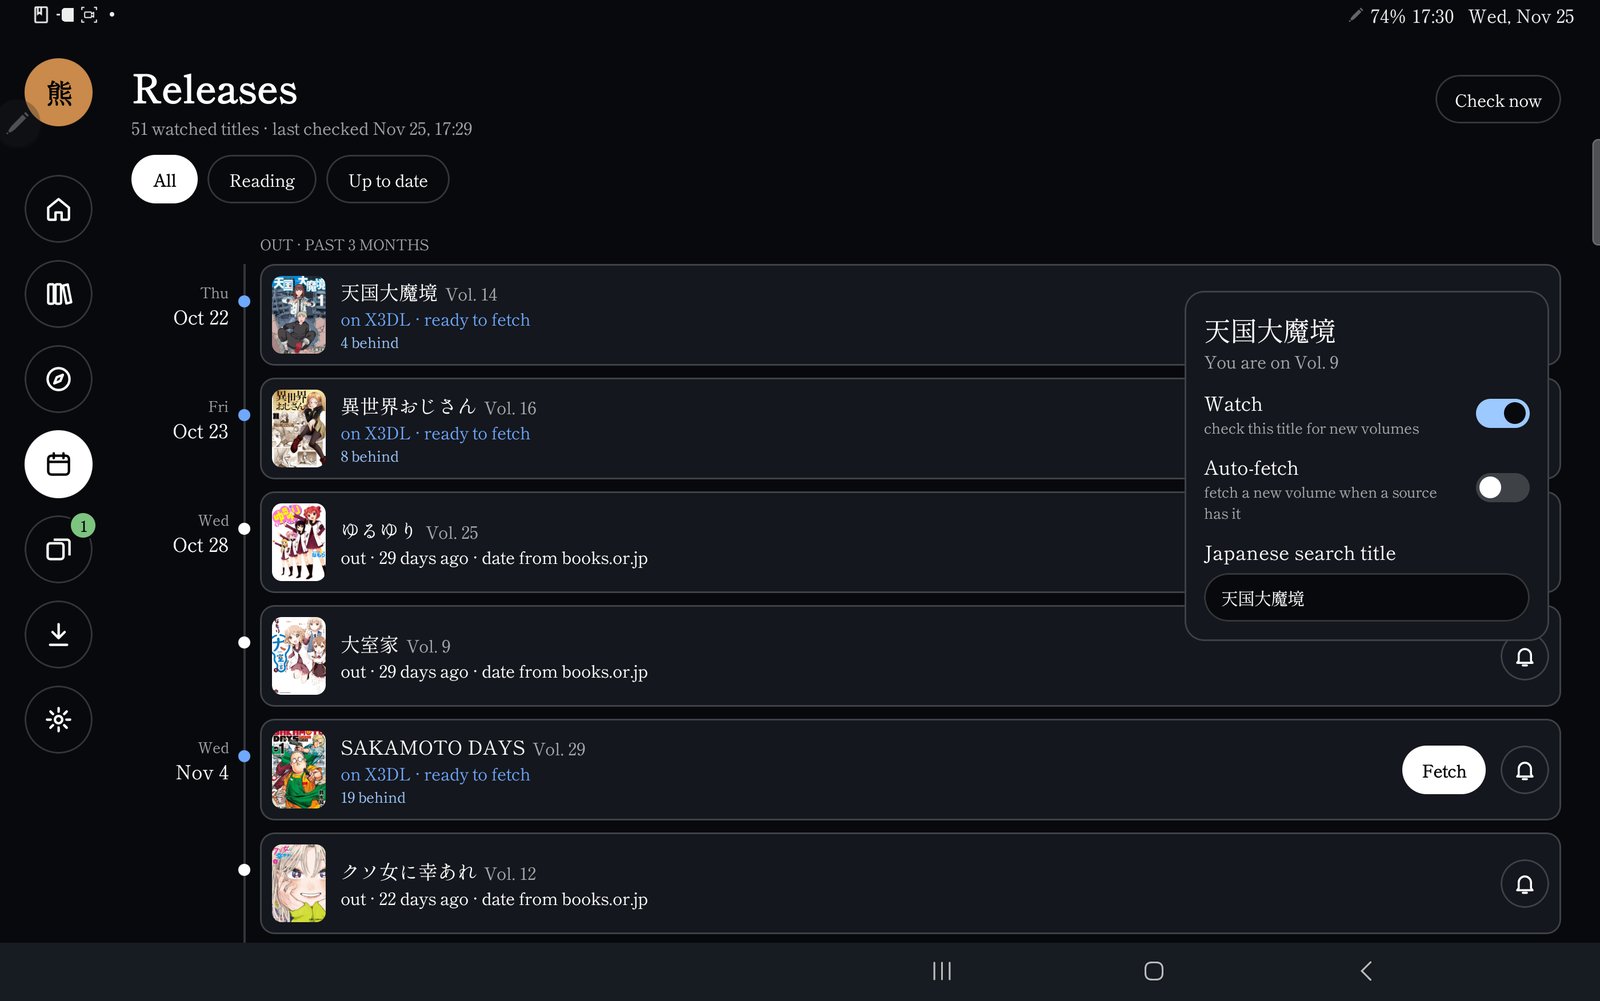 74% 17:30 Wed, Nov 25
熊
Releases
51 watched titles · last checked Nov 25, 17:29
Check now
All
Reading
Up to date
OUT · PAST 3 MONTHS
Thu
Oct 22
天国大魔境 Vol. 14
on X3DL · ready to fetch
4 behind
Fri
Oct 23
異世界おじさん Vol. 16
on X3DL · ready to fetch
8 behind
Wed
Oct 28
ゆるゆり Vol. 25
out · 29 days ago · date from books.or.jp
大室家 Vol. 9
out · 29 days ago · date from books.or.jp
Wed
Nov 4
SAKAMOTO DAYS Vol. 29
on X3DL · ready to fetch
19 behind
Fetch
クソ女に幸あれ Vol. 12
out · 22 days ago · date from books.or.jp
天国大魔境
You are on Vol. 9
Watch
check this title for new volumes
Auto-fetch
fetch a new volume when a source
has it
Japanese search title
天国大魔境
1